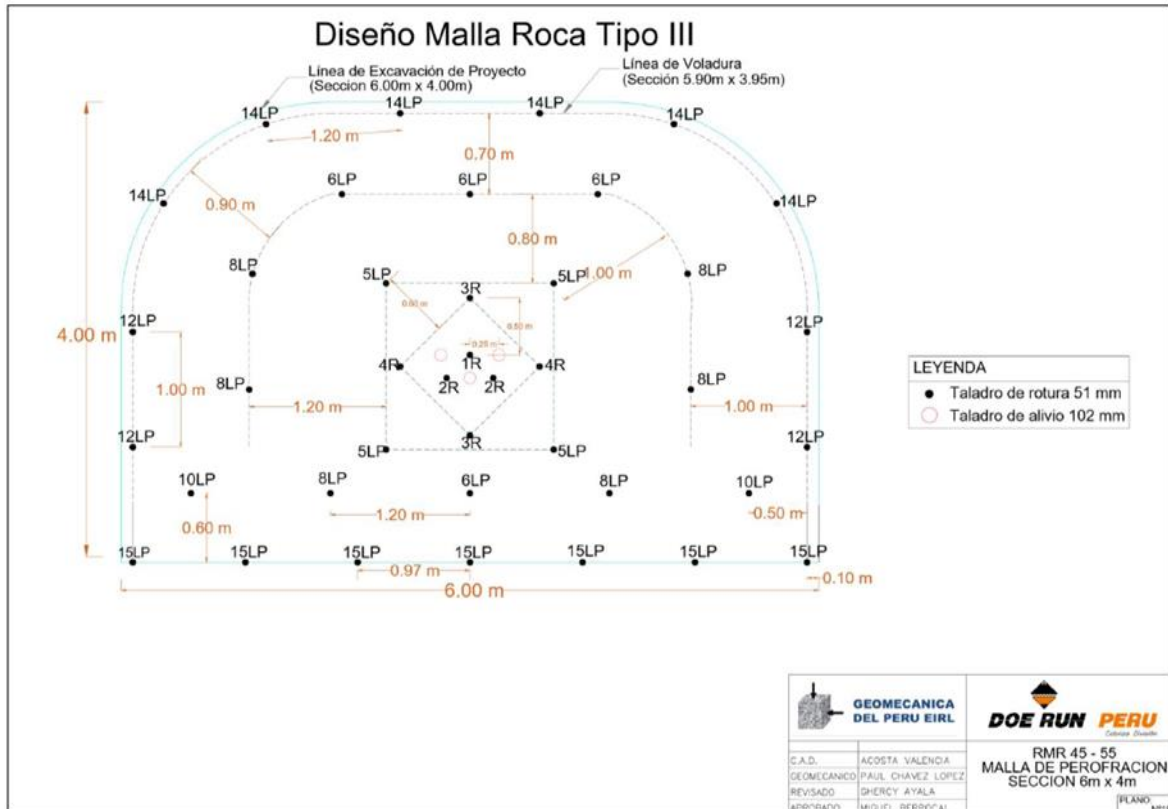 Diseño Malla Roca Tipo III
Línea de Excavación de Proyecto
(Seccion 6.00m x 4.00m)
Línea de Voladura
(Sección 5.90m x 3.95m)
14LP
14LP
14LP
14LP
1.20 m
0.70 m
14LP
6LP
6LP
6LP
14LP
0.90 m
0.80 m
1.00 m
8LP
8LP
5LP
5LP
3R
0.60 m
0.50 m
0.25 m
12LP
12LP
4.00 m
1R
4R
4R
2R
2R
1.00 m
8LP
8LP
1.20 m
1.00 m
3R
12LP
12LP
5LP
5LP
10LP
8LP
6LP
8LP
10LP
0.60 m
1.20 m
0.50 m
15LP
15LP
15LP
15LP
15LP
15LP
15LP
0.97 m
0.10 m
6.00 m
LEYENDA
Taladro de rotura 51 mm
Taladro de alivio 102 mm
GEOMECANICA
DEL PERU EIRL
DOE RUN PERU
C.A.D. ACOSTA VALENCIA
GEOMECANICO PAUL CHAVEZ LOPEZ
REVISADO GHERCY AYALA
APROBADO MIGUEL BERROCAL
RMR 45 - 55
MALLA DE PEROFRACION
SECCION 6m x 4m
PLANO: